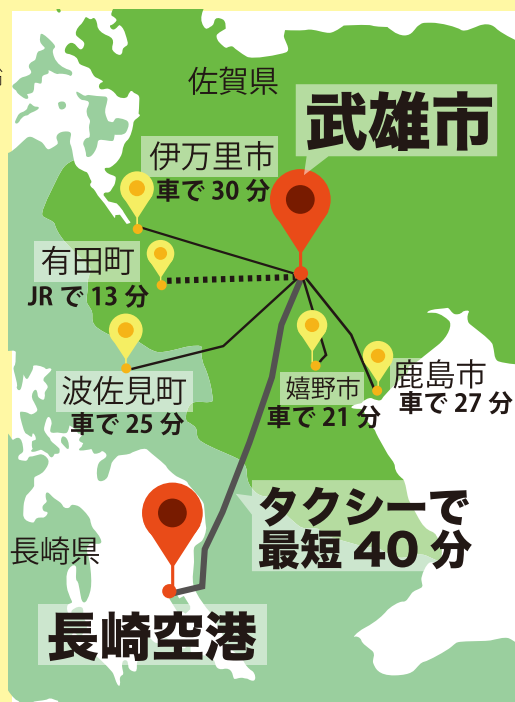 佐賀県
武雄市
伊万里市
車で 30 分
有田町
JR で 13 分
波佐見町
車で 25 分
嬉野市
車で 21 分
鹿島市
車で 27 分
タクシーで
最短 40 分
長崎県
長崎空港